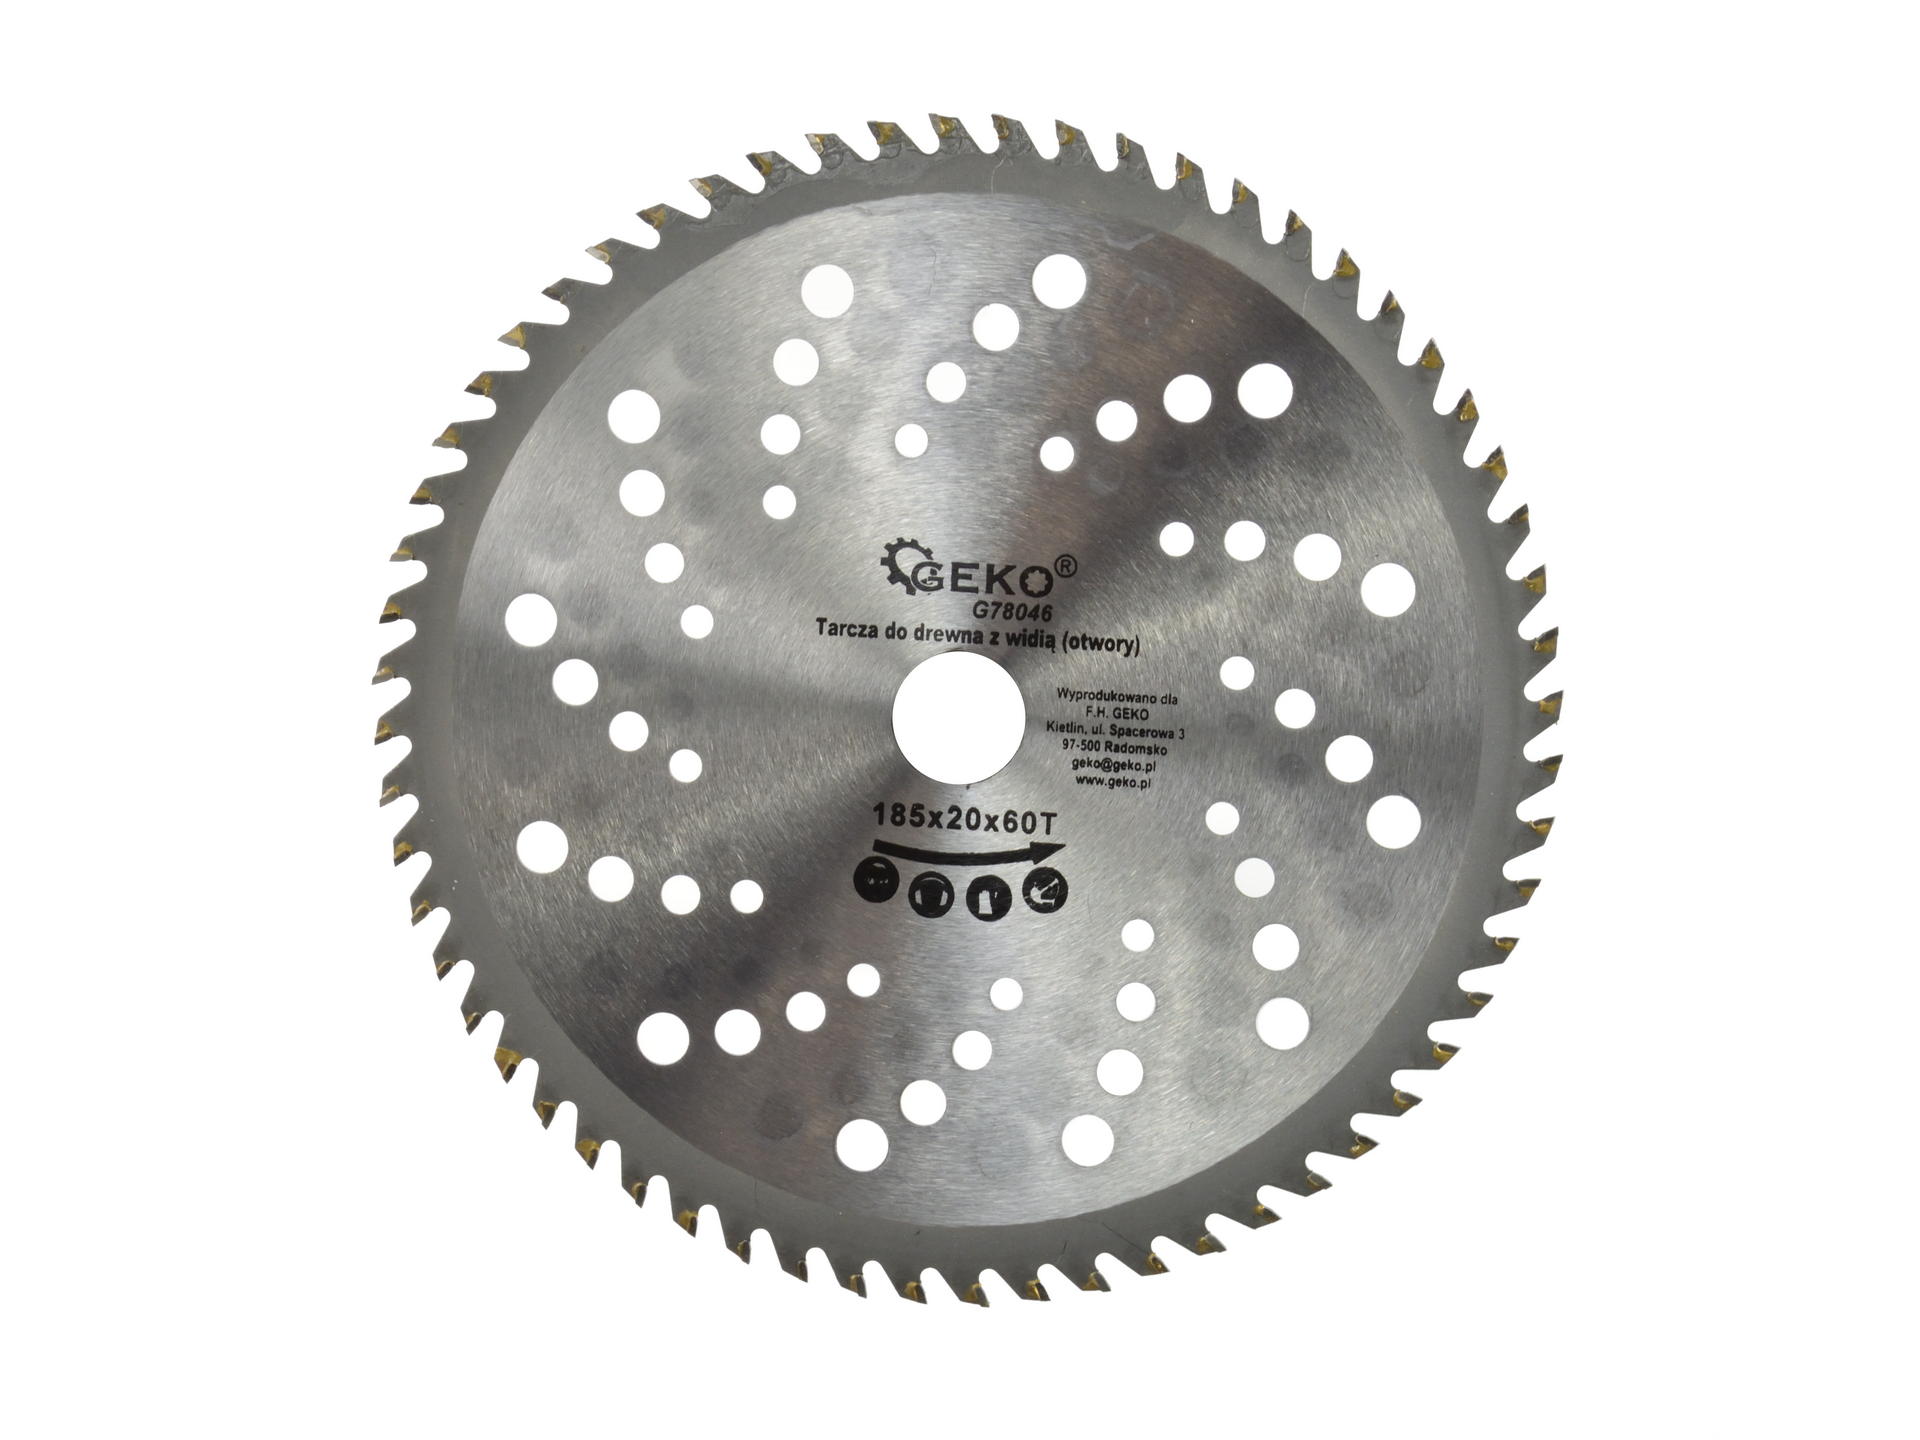 GEKO®
G78046
Tarcza do drewna z widią (otwory)
Wyprodukowano dla
F.H. GEKO
Kietlin, ul. Spacerowa 3
97-500 Radomsko
geko@geko.pl
www.geko.pl
185x20x60T